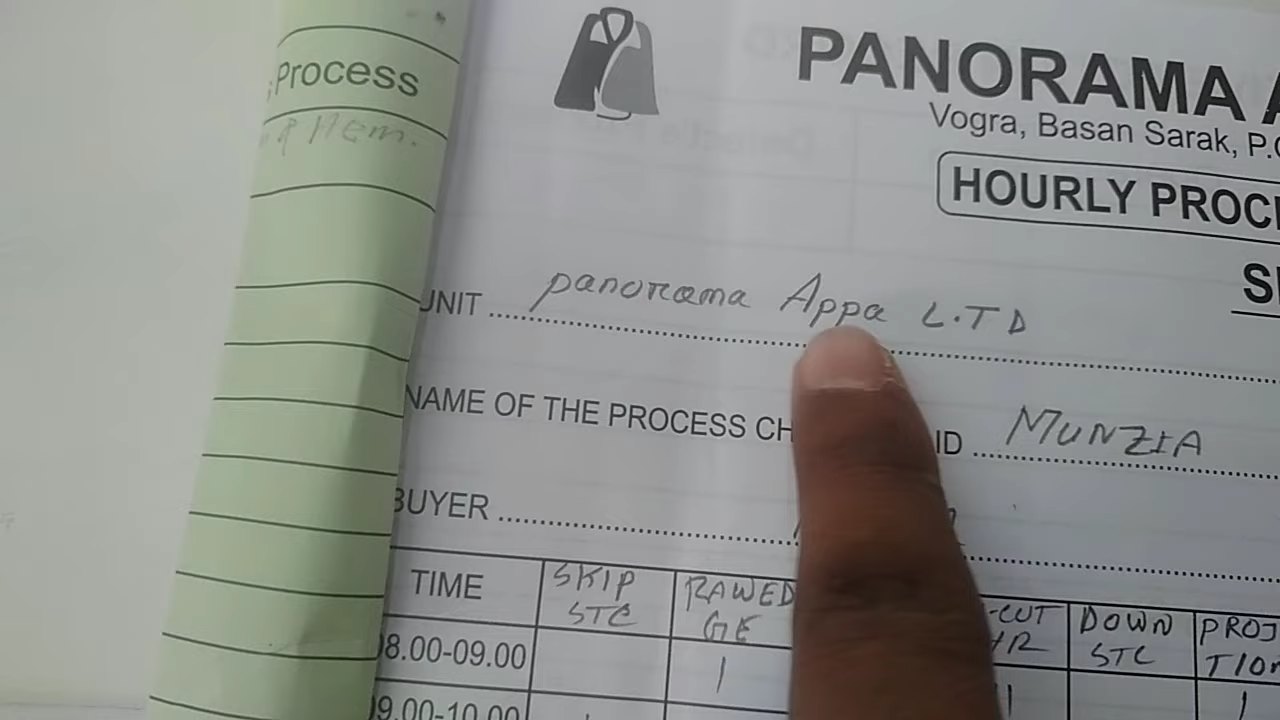 Process
Hem.
PANORAMA
Vogra, Basan Sarak, P.O
HOURLY PROC
UNIT panorama Appa L.T D
NAME OF THE PROCESS CH ID MUNZIA
BUYER
TIME SKIP STC RAWED GE CUT DOWN STC PROJ TION
08.00-09.00 1 1 1
09.00-10.00